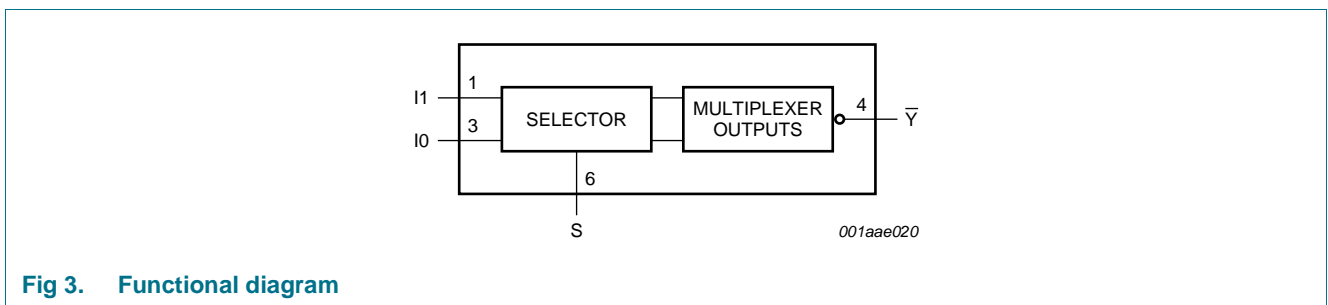 1
I1
3
I0
SELECTOR
MULTIPLEXER
OUTPUTS
4
Y̅
6
S
001aae020
Fig 3. Functional diagram